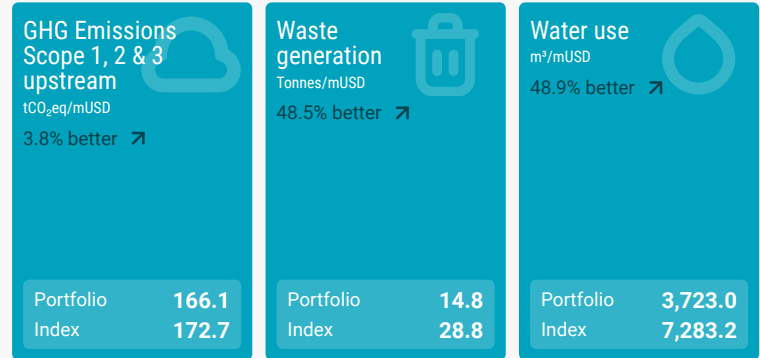 GHG Emissions
Scope 1, 2 & 3
upstream
tCO₂eq/mUSD
3.8% better
Portfolio 166.1
Index 172.7
Waste
generation
Tonnes/mUSD
48.5% better
Portfolio 14.8
Index 28.8
Water use
m³/mUSD
48.9% better
Portfolio 3,723.0
Index 7,283.2